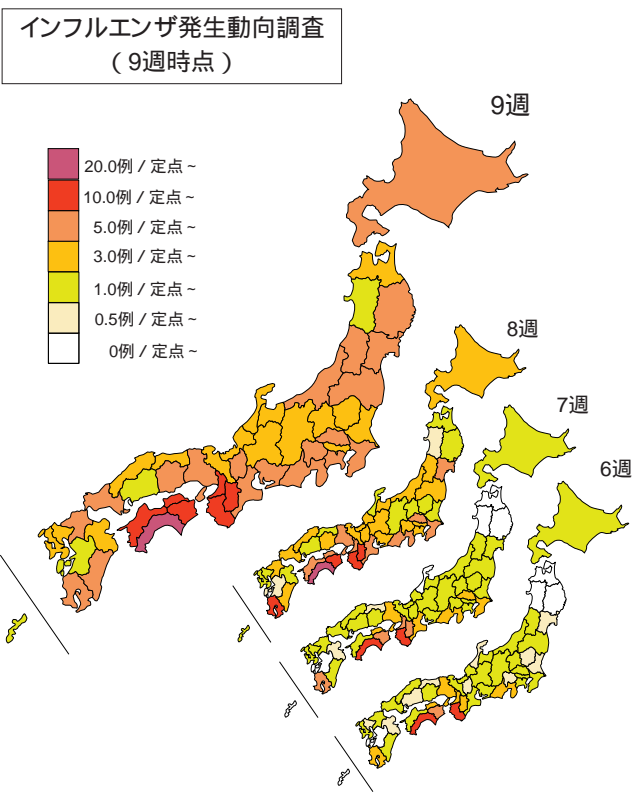 インフルエンザ発生動向調査
( 9週時点 )
9週
20.0例 / 定点 ~
10.0例 / 定点 ~
5.0例 / 定点 ~
3.0例 / 定点 ~
1.0例 / 定点 ~
0.5例 / 定点 ~
0例 / 定点 ~
8週
7週
6週